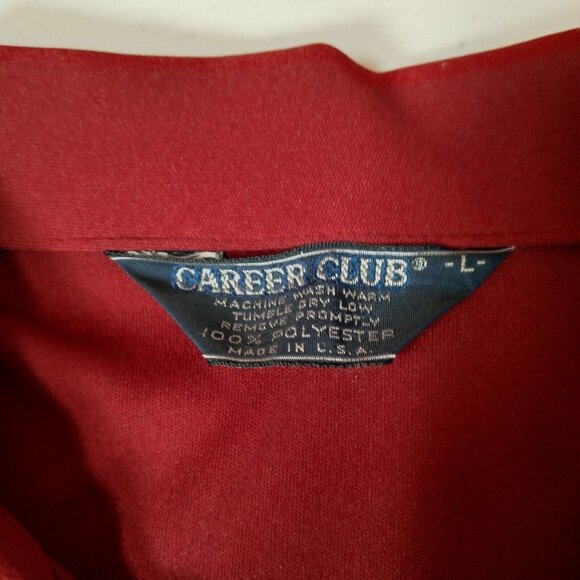 CAREER CLUB® -L-
MACHINE WASH WARM
TUMBLE DRY LOW
REMOVE PROMPTLY
100% POLYESTER
MADE IN U.S.A.